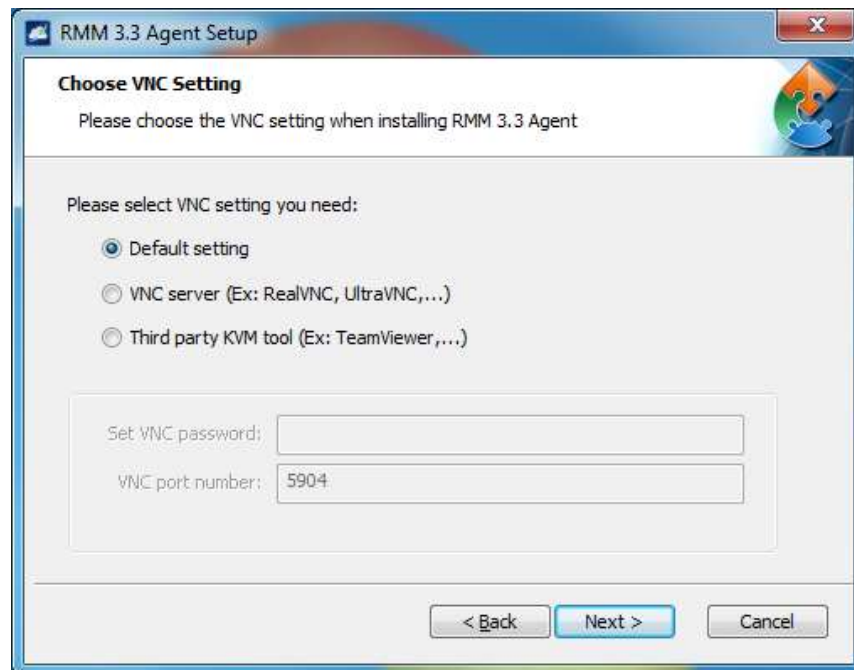 RMM 3.3 Agent Setup
Choose VNC Setting
Please choose the VNC setting when installing RMM 3.3 Agent
Please select VNC setting you need:
Default setting
VNC server (Ex: RealVNC, UltraVNC,...)
Third party KVM tool (Ex: TeamViewer,...)
Set VNC password:
VNC port number: 5904
< Back Next > Cancel